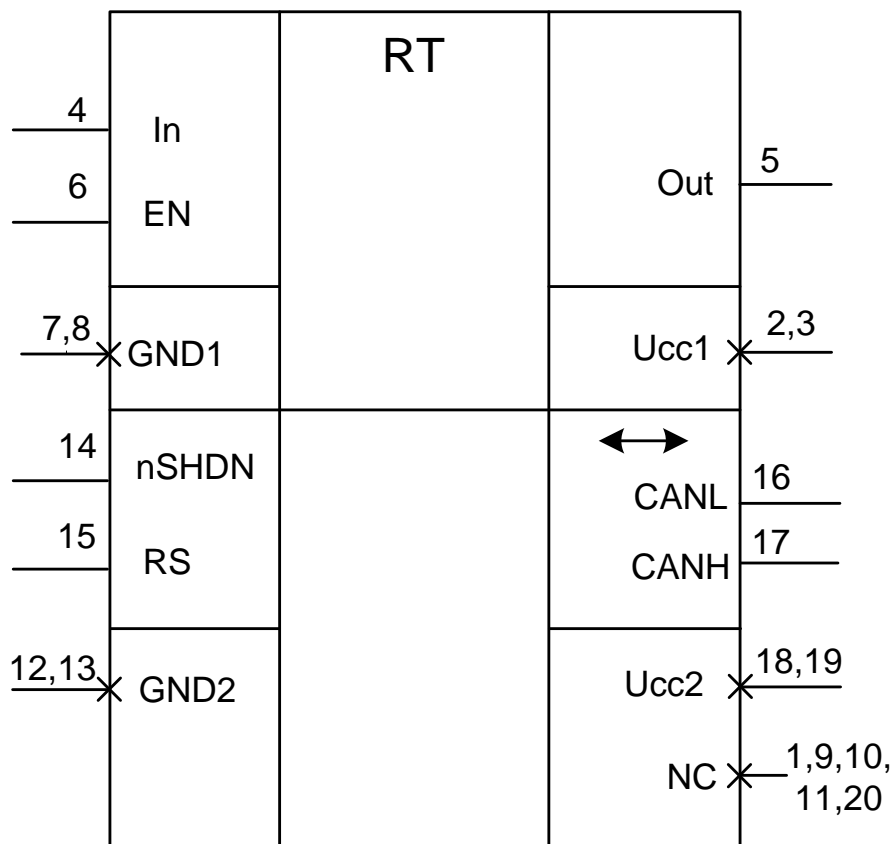 RT
4
In
6
EN
Out
5
7,8
GND1
Ucc1
2,3
14
nSHDN
CANL
16
15
RS
CANH
17
12,13
GND2
Ucc2
18,19
NC
1,9,10,
11,20